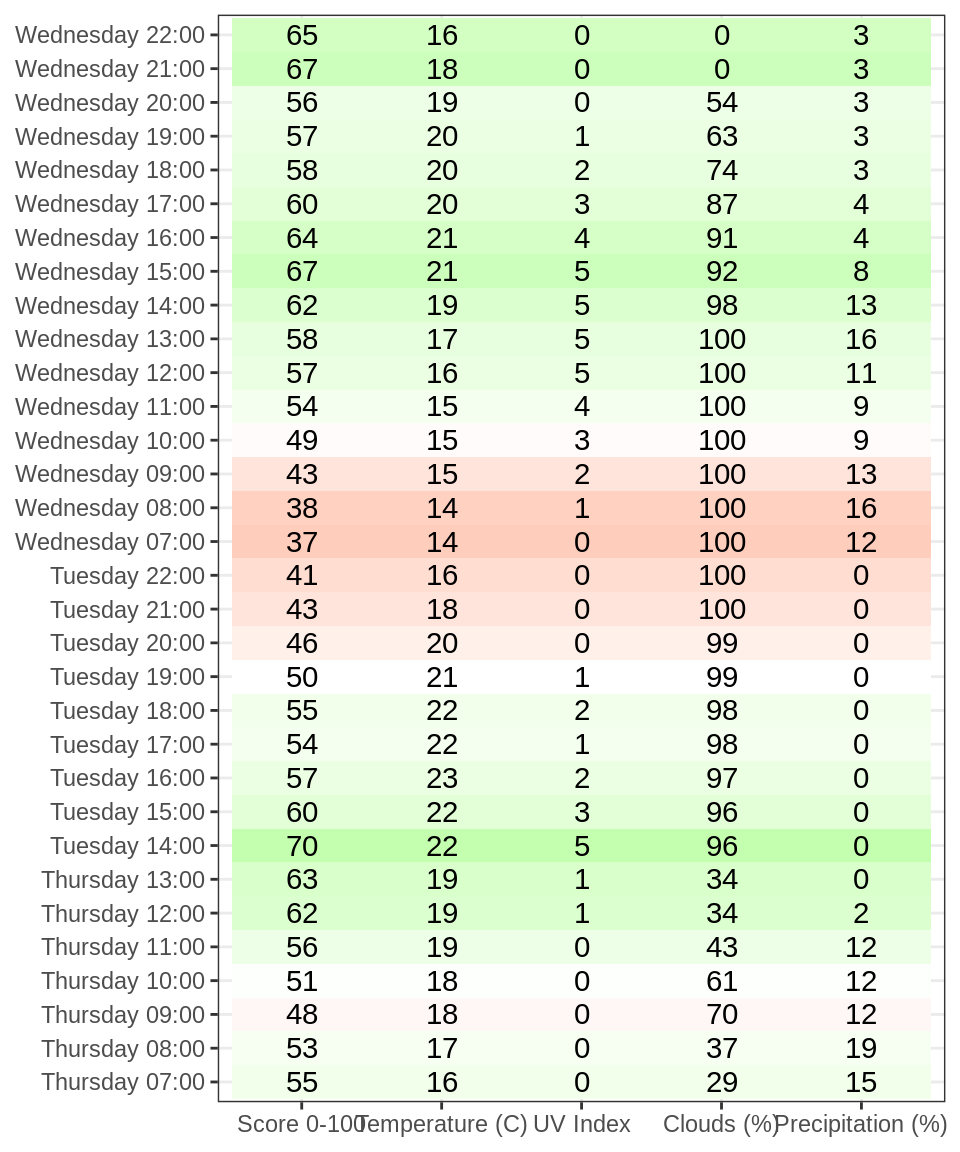 Wednesday 22:00 65 16 0 0 3
Wednesday 21:00 67 18 0 0 3
Wednesday 20:00 56 19 0 54 3
Wednesday 19:00 57 20 1 63 3
Wednesday 18:00 58 20 2 74 3
Wednesday 17:00 60 20 3 87 4
Wednesday 16:00 64 21 4 91 4
Wednesday 15:00 67 21 5 92 8
Wednesday 14:00 62 19 5 98 13
Wednesday 13:00 58 17 5 100 16
Wednesday 12:00 57 16 5 100 11
Wednesday 11:00 54 15 4 100 9
Wednesday 10:00 49 15 3 100 9
Wednesday 09:00 43 15 2 100 13
Wednesday 08:00 38 14 1 100 16
Wednesday 07:00 37 14 0 100 12
Tuesday 22:00 41 16 0 100 0
Tuesday 21:00 43 18 0 100 0
Tuesday 20:00 46 20 0 99 0
Tuesday 19:00 50 21 1 99 0
Tuesday 18:00 55 22 2 98 0
Tuesday 17:00 54 22 1 98 0
Tuesday 16:00 57 23 2 97 0
Tuesday 15:00 60 22 3 96 0
Tuesday 14:00 70 22 5 96 0
Thursday 13:00 63 19 1 34 0
Thursday 12:00 62 19 1 34 2
Thursday 11:00 56 19 0 43 12
Thursday 10:00 51 18 0 61 12
Thursday 09:00 48 18 0 70 12
Thursday 08:00 53 17 0 37 19
Thursday 07:00 55 16 0 29 15
Score 0-100 Temperature (C) UV Index Clouds (%) Precipitation (%)